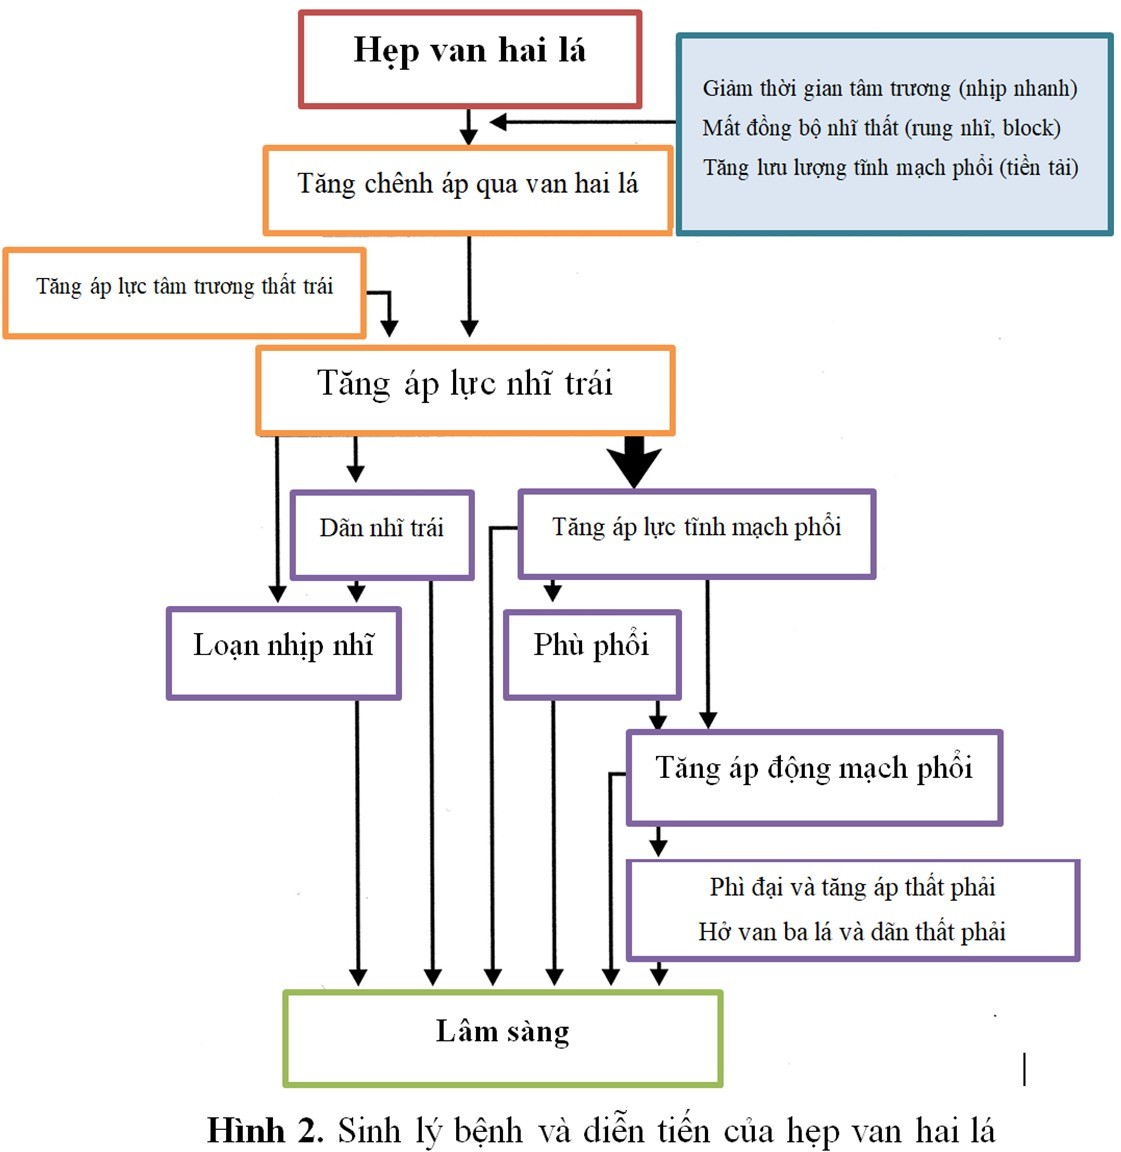 Hẹp van hai lá
Giảm thời gian tâm trương (nhịp nhanh)
Mất đồng bộ nhĩ thất (rung nhĩ, block)
Tăng lưu lượng tĩnh mạch phổi (tiền tải)
Tăng chênh áp qua van hai lá
Tăng áp lực tâm trương thất trái
Tăng áp lực nhĩ trái
Dãn nhĩ trái
Tăng áp lực tĩnh mạch phổi
Loạn nhịp nhĩ
Phù phổi
Tăng áp động mạch phổi
Phì đại và tăng áp thất phải
Hở van ba lá và dãn thất phải
Lâm sàng
Hình 2. Sinh lý bệnh và diễn tiến của hẹp van hai lá